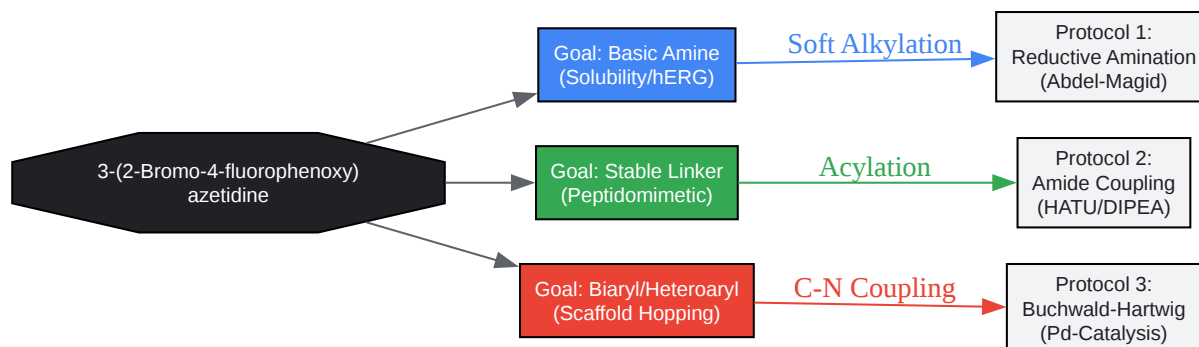 3-(2-Bromo-4-fluorophenoxy)
azetidine
Goal: Basic Amine
(Solubility/hERG)
Soft Alkylation
Protocol 1:
Reductive Amination
(Abdel-Magid)
Goal: Stable Linker
(Peptidomimetic)
Acylation
Protocol 2:
Amide Coupling
(HATU/DIPEA)
Goal: Biaryl/Heteroaryl
(Scaffold Hopping)
C-N Coupling
Protocol 3:
Buchwald-Hartwig
(Pd-Catalysis)